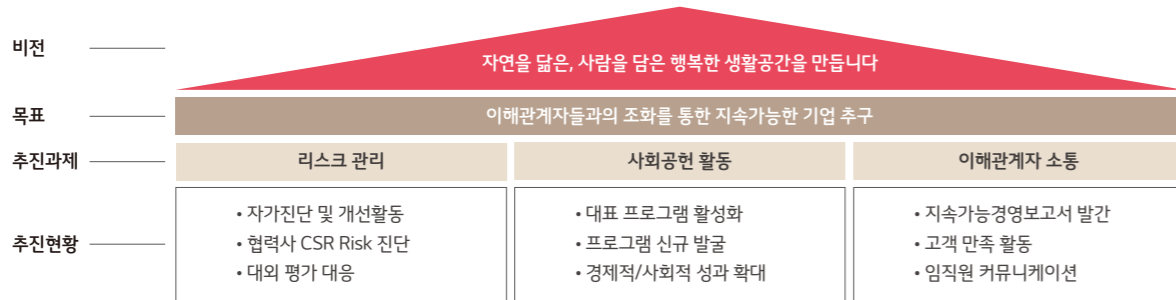 비전
자연을 닮은, 사람을 담은 행복한 생활공간을 만듭니다
목표
이해관계자들과의 조화를 통한 지속가능한 기업 추구
추진과제
리스크 관리
사회공헌 활동
이해관계자 소통
추진현황
• 자가진단 및 개선활동
• 협력사 CSR Risk 진단
• 대외 평가 대응
• 대표 프로그램 활성화
• 프로그램 신규 발굴
• 경제적/사회적 성과 확대
• 지속가능경영보고서 발간
• 고객 만족 활동
• 임직원 커뮤니케이션